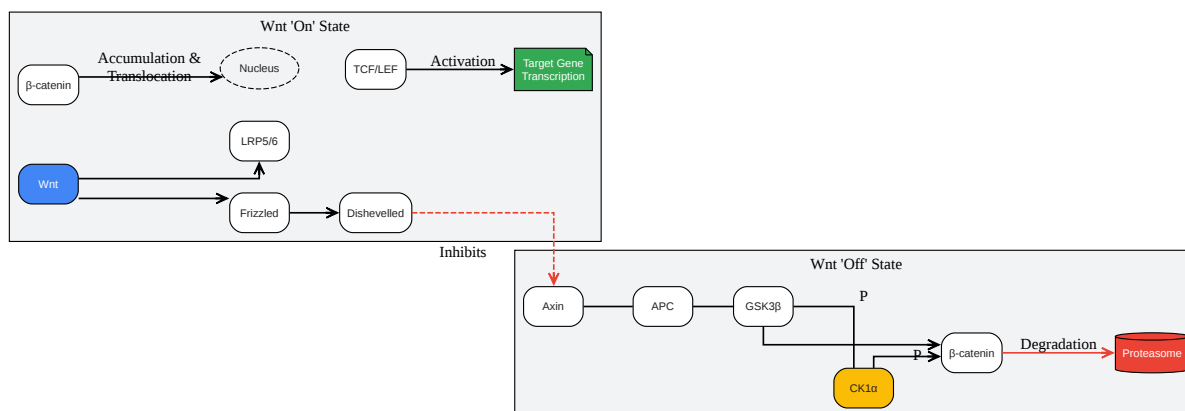 Wnt 'On' State
β-catenin
Accumulation &
Translocation
Nucleus
TCF/LEF
Activation
Target Gene
Transcription
LRP5/6
Wnt
Frizzled
Dishevelled
Inhibits
Wnt 'Off' State
Axin
APC
GSK3β
P
P
β-catenin
Degradation
Proteasome
CK1α